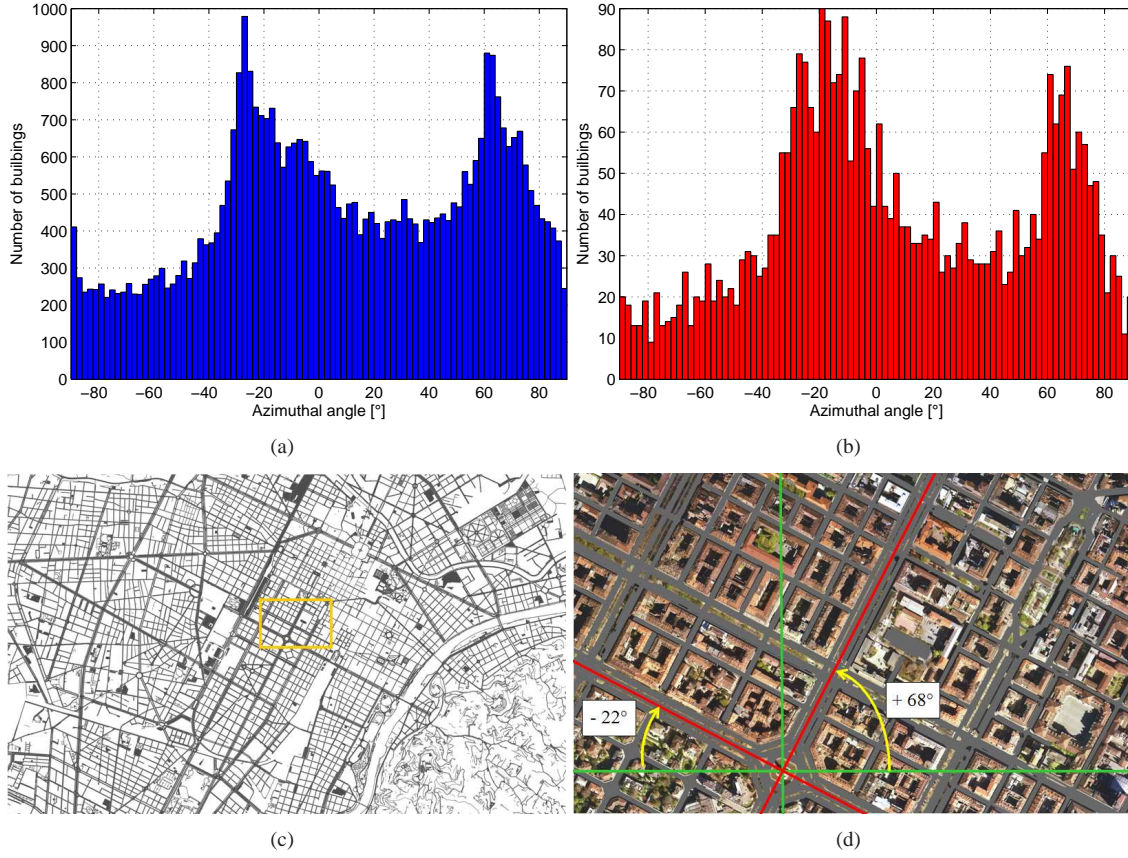 1000
900
800
700
600
500
400
300
200
100
0
Number of builbings
−80 −60 −40 −20 0 20 40 60 80
Azimuthal angle [°]
(a)
90
80
70
60
50
40
30
20
10
0
Number of builbings
−80 −60 −40 −20 0 20 40 60 80
Azimuthal angle [°]
(b)
(c)
- 22°
+ 68°
(d)